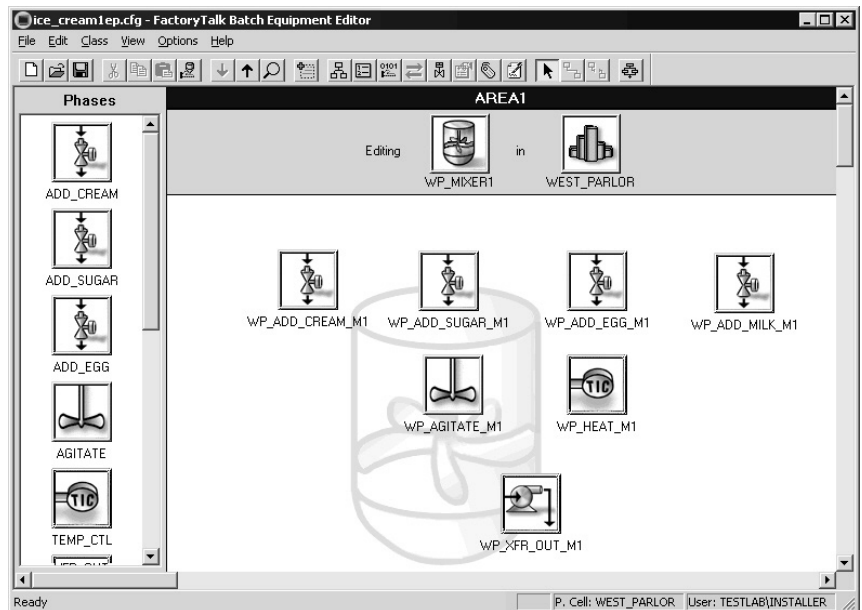 ice_cream1ep.cfg - FactoryTalk Batch Equipment Editor
File Edit Class View Options Help
0101
Phases
AREA1
Editing
in
WP_MIXER1
WEST_PARLOR
ADD_CREAM
ADD_SUGAR
ADD_EGG
AGITATE
TIC
TEMP_CTL
WP_ADD_CREAM_M1
WP_ADD_SUGAR_M1
WP_ADD_EGG_M1
WP_ADD_MILK_M1
TIC
WP_AGITATE_M1
WP_HEAT_M1
WP_XFR_OUT_M1
Ready
P. Cell: WEST_PARLOR
User: TESTLAB\INSTALLER